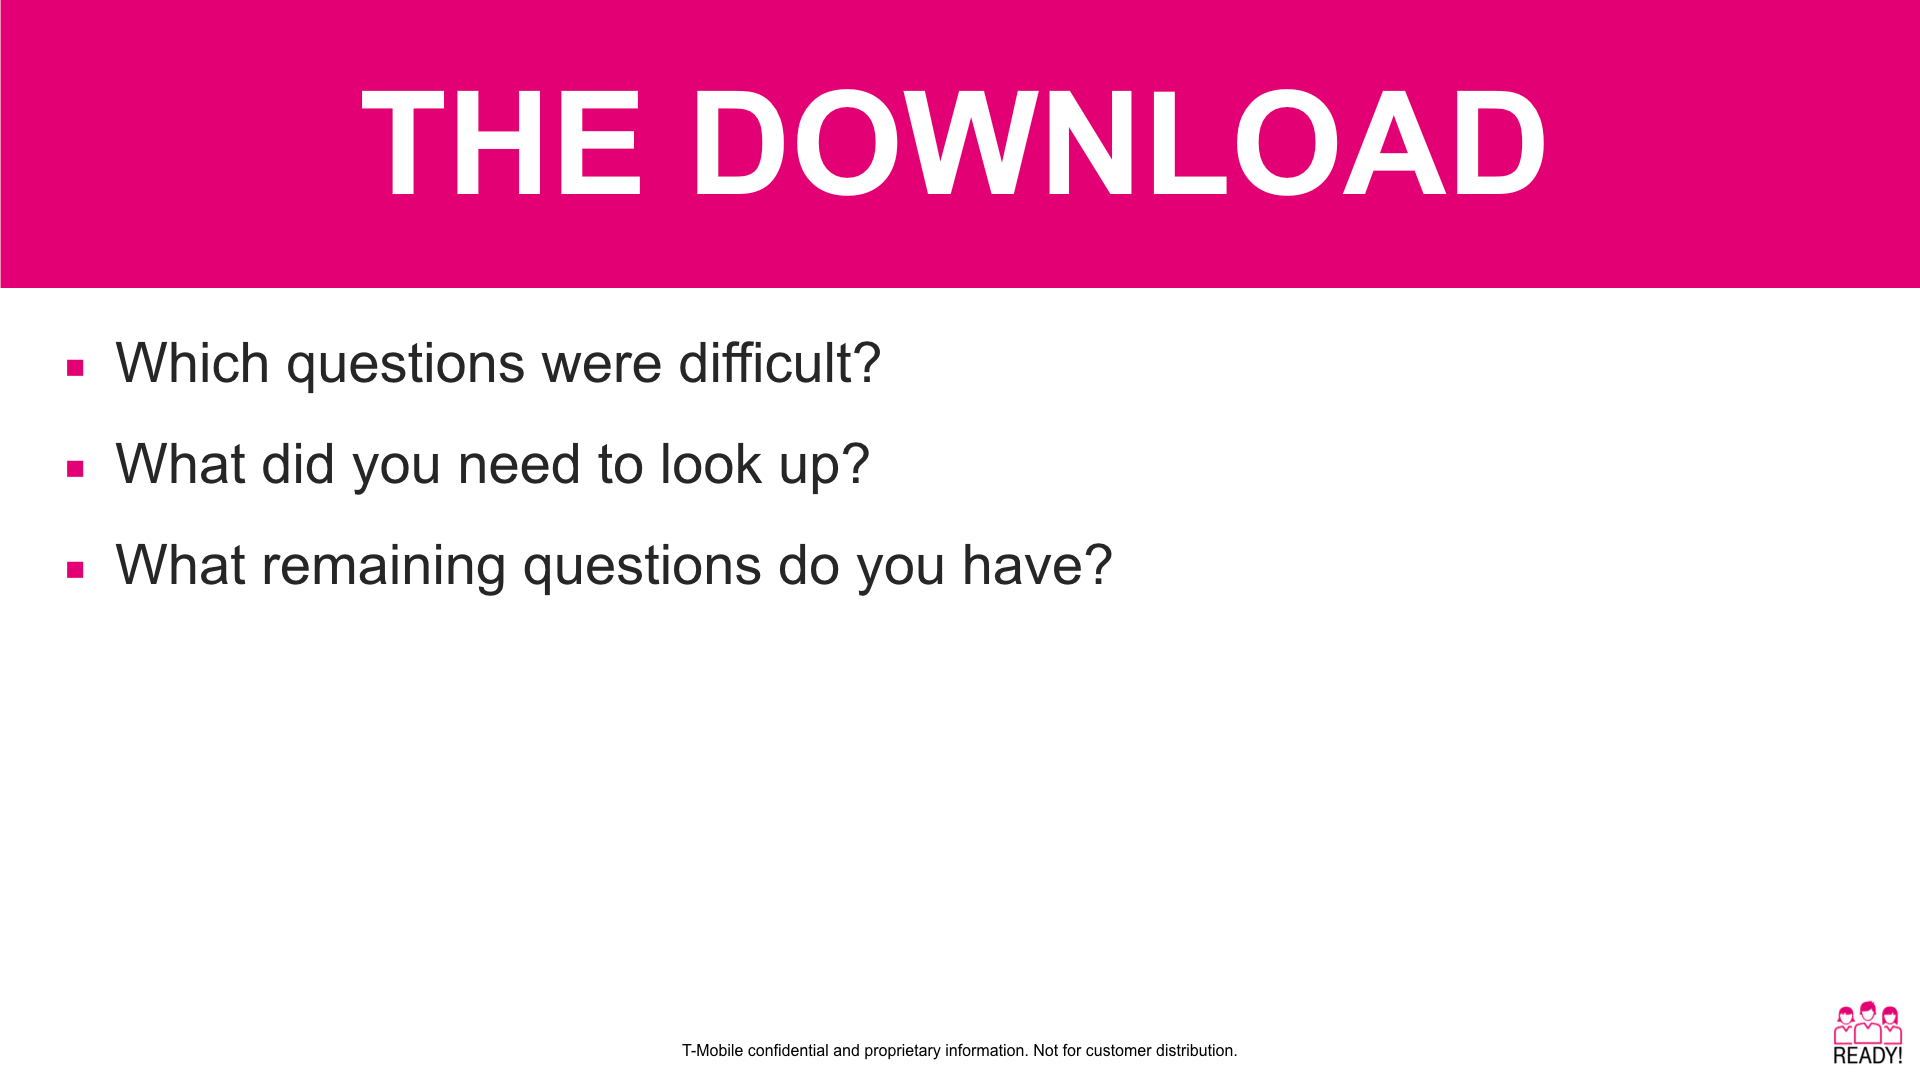 THE DOWNLOAD
Which questions were difficult?
What did you need to look up?
What remaining questions do you have?
T-Mobile confidential and proprietary information. Not for customer distribution.
READY!